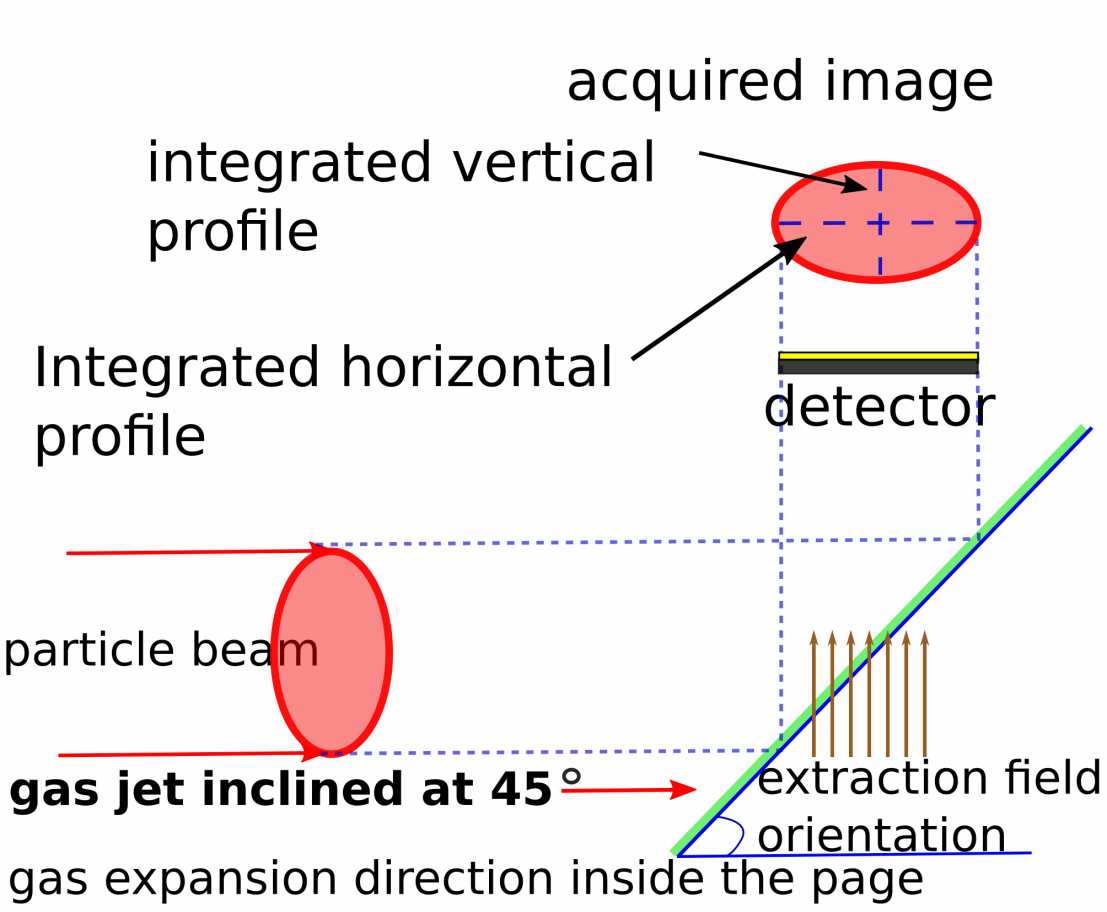 acquired image
integrated vertical
profile
Integrated horizontal
profile
detector
particle beam
gas jet inclined at 45°
extraction field
orientation
gas expansion direction inside the page